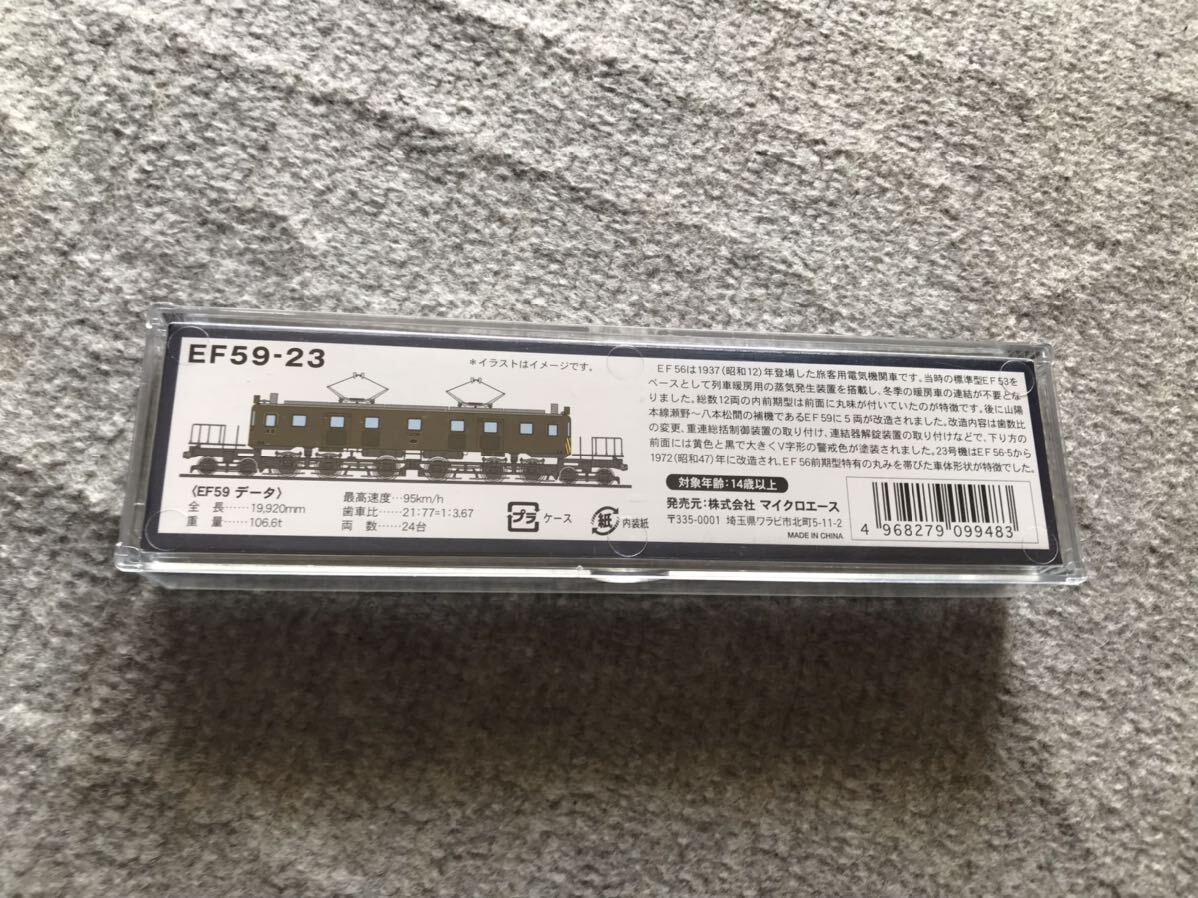 EF59-23
*イラストはイメージです。
〈EF59 データ〉
全 長……19,920mm
重 量……106.6t
最高速度…95km/h
歯車比……21:77=1:3.67
両 数……24台
プラ ケース
紙 内装紙
EF56は1937(昭和12)年登場した旅客用電気機関車です。当時の標準型EF53を
ベースとして列車暖房用の蒸気発生装置を搭載し、冬季の暖房車の連結が不要とな
りました。総数12両の内前期型は前面に丸味が付いていたのが特徴です。後に山陽
本線瀬野〜八本松間の補機であるEF59に5両が改造されました。改造内容は歯数比
の変更、重連総括制御装置の取り付け、連結器解錠装置の取り付けなどで、下り方の
前面には黄色と黒で大きくV字形の警戒色が塗装されました。23号機はEF56-5から
1972(昭和47)年に改造され、EF56前期型特有の丸みを帯びた車体形状が特徴でした。
対象年齢:14歳以上
発売元:株式会社 マイクロエース
〒335-0001 埼玉県ワラビ市北町5-11-2
MADE IN CHINA
4 968279 099483